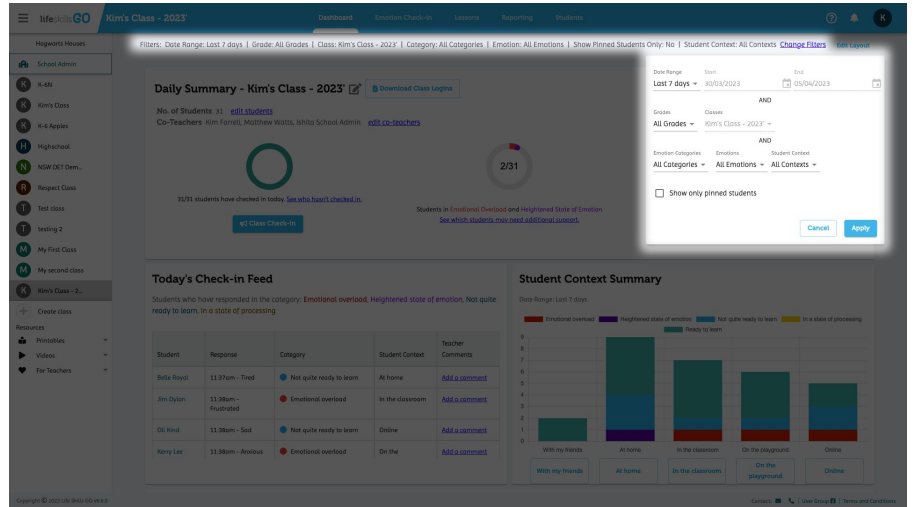 lifeskillsGO
Kim's Class - 2023'
Dashboard
Emotion Check-in
Lessons
Reporting
Students
K
Filters: Date Range: Last 7 days | Grade: All Grades | Class: Kim's Class - 2023' | Category: All Categories | Emotion: All Emotions | Show Pinned Students Only: No | Student Context: All Contexts Change Filters
Edit Layout
Hogwarts Houses
School Admin
K K-6N
K Kim's Class
K K-6 Apples
H Highschool
N NSW DET Dem...
R Respect Class
T Test class
T testing 2
M My First Class
M My second class
K Kim's Class - 2...
Create class
Resources
Printables
Videos
For Teachers
Daily Summary - Kim's Class - 2023'
Download Class Logins
No. of Students 31 edit students
Co-Teachers Kim Farrell, Matthew Watts, Ishita School Admin edit co-teachers
31/31 students have checked in today. See who hasn't checked in.
Class Check-in
2/31
Students in Emotional Overload and Heightened State of Emotion
See which students may need additional support.
Date Range
Start
End
Last 7 days
30/03/2023
05/04/2023
AND
Grades
Classes
All Grades
Kim's Class - 2023'
AND
Emotion Categories
Emotions
Student Context
All Categories
All Emotions
All Contexts
Show only pinned students
Cancel
Apply
Today's Check-in Feed
Students who have responded in the category: Emotional overload, Heightened state of emotion. Not quite
ready to learn, In a state of processing
Student
Response
Category
Student Context
Teacher
Comments
Belle Royal
11:37am - Tired
Not quite ready to learn
At home
Add a comment
Jim Dylan
11:38am -
Frustrated
Emotional overload
In the classroom
Add a comment
Oli Kind
11:38am - Sad
Not quite ready to learn
Online
Add a comment
Kerry Lee
11:38am - Anxious
Emotional overload
On the
Add a comment
Student Context Summary
Date Range: Last 7 days
Emotional overload
Heightened state of emotion
Not quite ready to learn
In a state of processing
Ready to learn
9
8
7
6
5
4
3
2
1
0
With my friends
At home
In the classroom
On the playground
Online
With my friends
At home
In the classroom
On the
playground
Online
Copyright © 2023 Life Skills GO
Contact
User Group
Terms and Conditions